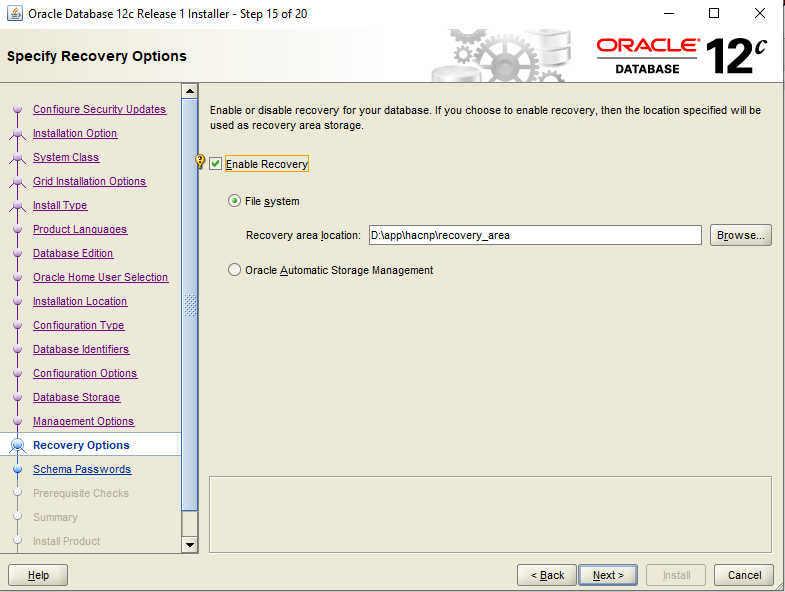 Oracle Database 12c Release 1 Installer - Step 15 of 20
Specify Recovery Options
ORACLE
DATABASE
12c
Configure Security Updates
Installation Option
System Class
Grid Installation Options
Install Type
Product Languages
Database Edition
Oracle Home User Selection
Installation Location
Configuration Type
Database Identifiers
Configuration Options
Database Storage
Management Options
Recovery Options
Schema Passwords
Prerequisite Checks
Summary
Install Product
Enable or disable recovery for your database. If you choose to enable recovery, then the location specified will be
used as recovery area storage.
Enable Recovery
File system
Recovery area location: D:\app\hacnp\recovery_area Browse...
Oracle Automatic Storage Management
Help < Back Next > Install Cancel